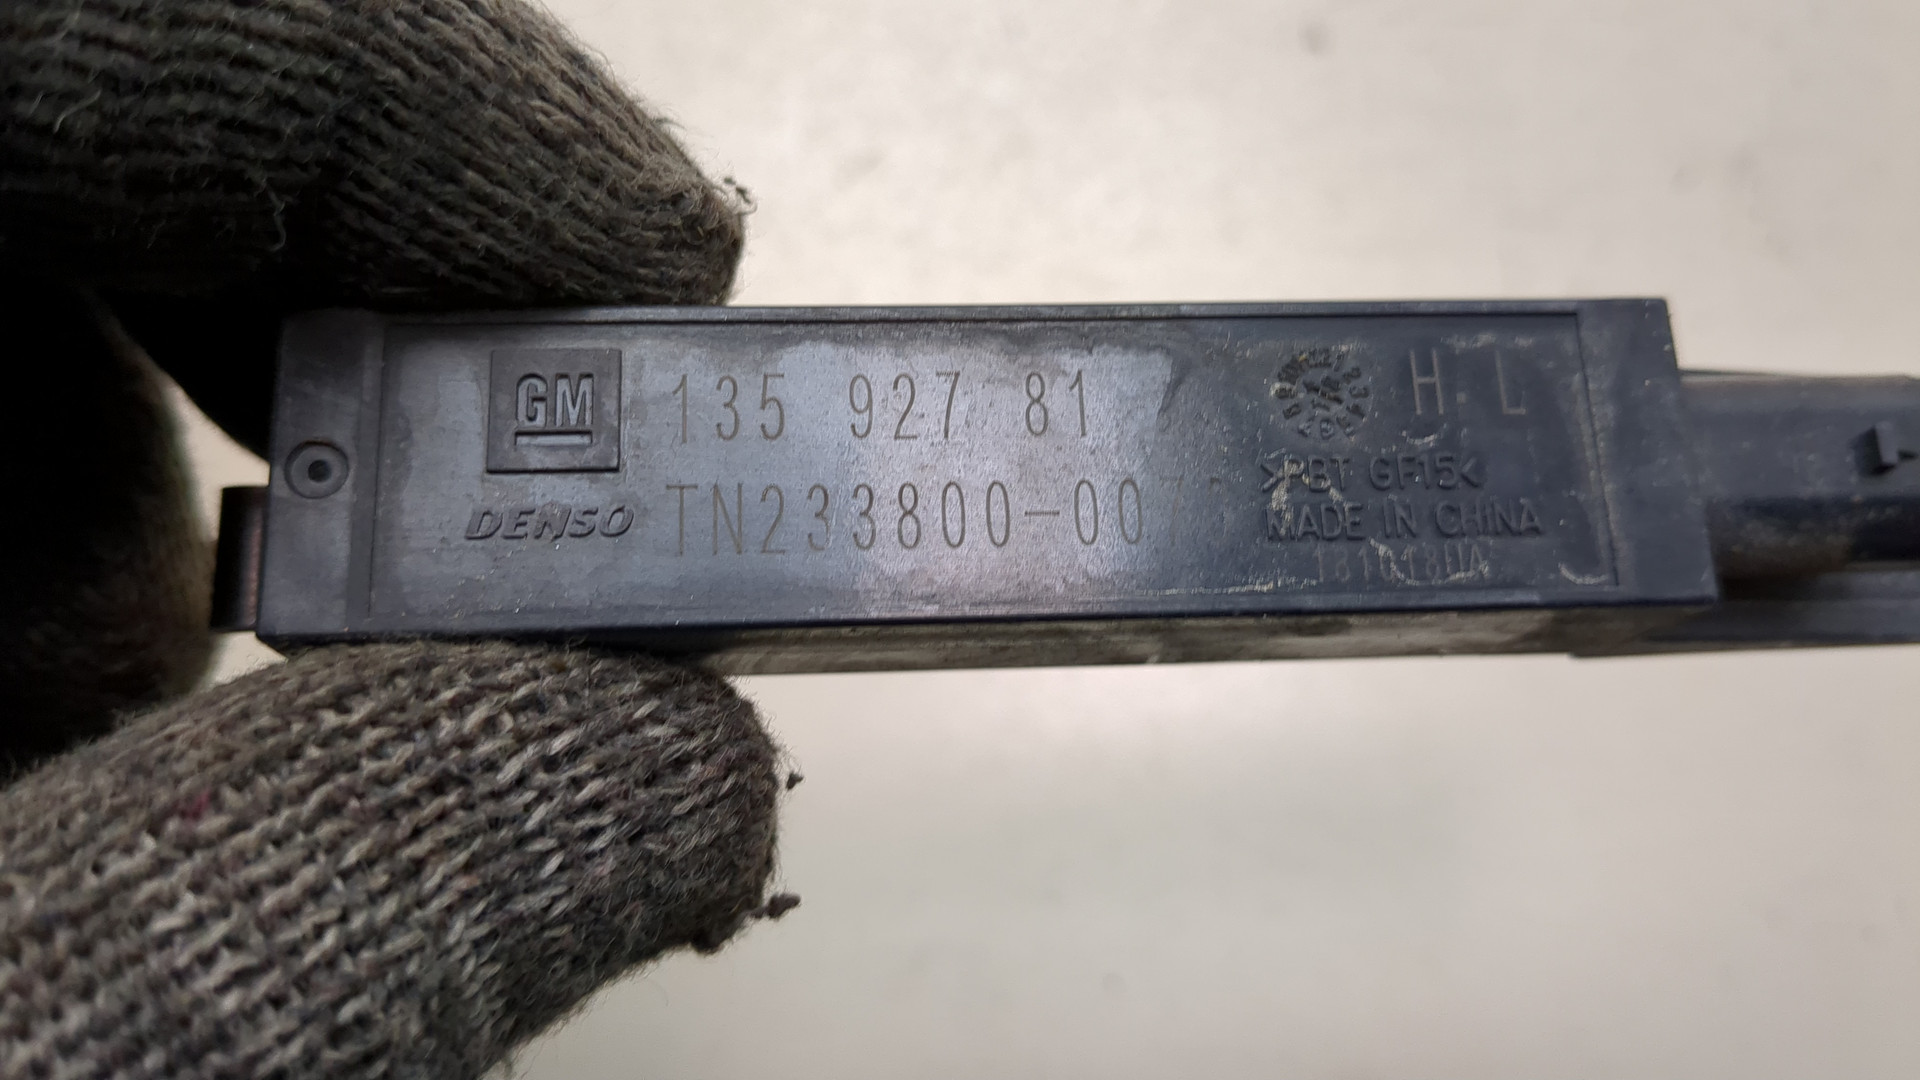 GM 135 927 81
H. L
DENSO TN233800-007
>PBT GF15<
MADE IN CHINA